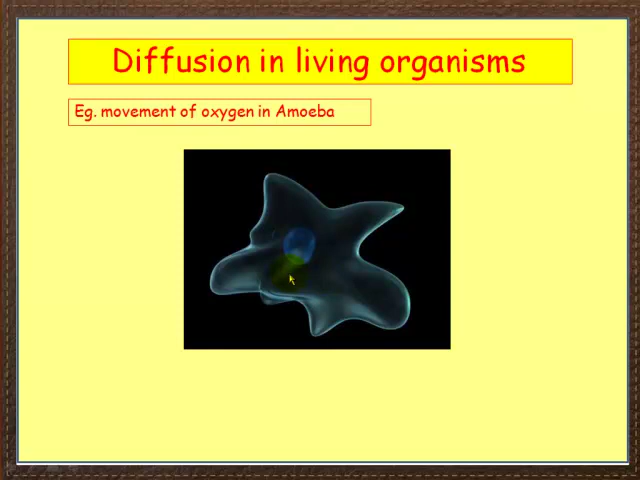 Diffusion in living organisms
Eg. movement of oxygen in Amoeba